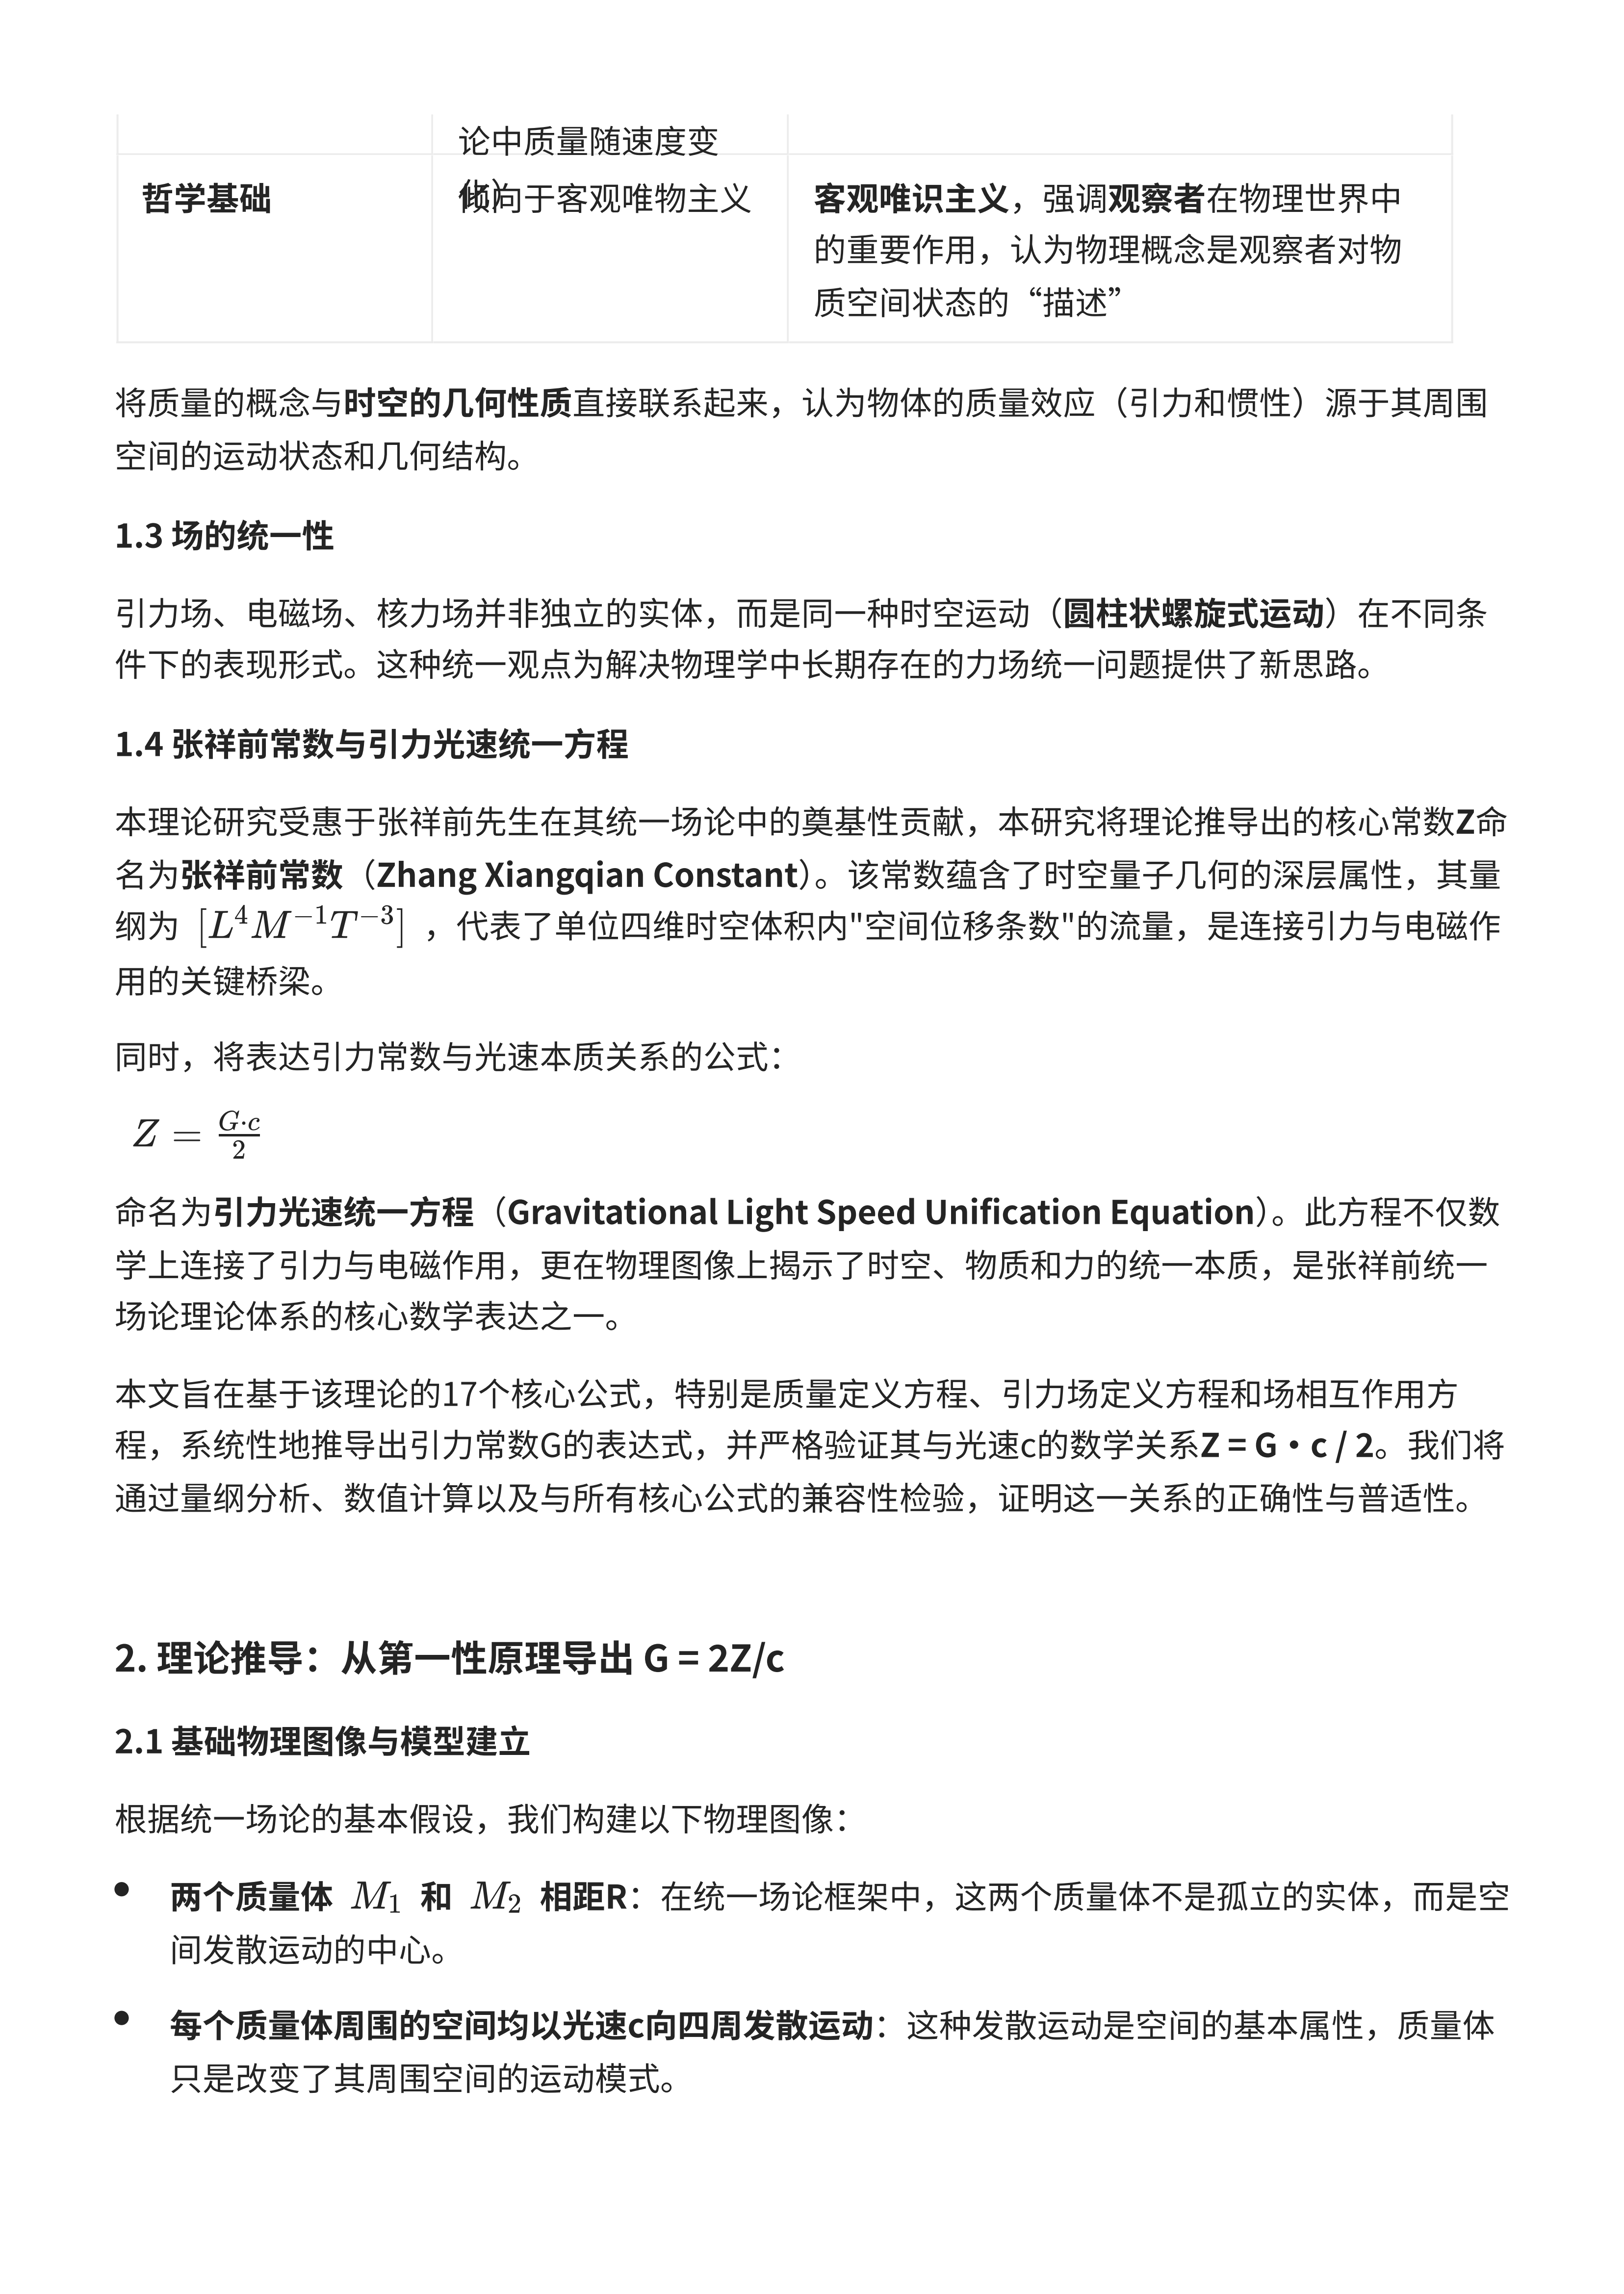 论中质量随速度变
化）
哲学基础
倾向于客观唯物主义
客观唯识主义，强调观察者在物理世界中
的重要作用，认为物理概念是观察者对物
质空间状态的“描述”
将质量的概念与时空的几何性质直接联系起来，认为物体的质量效应（引力和惯性）源于其周围
空间的运动状态和几何结构。
1.3 场的统一性
引力场、电磁场、核力场并非独立的实体，而是同一种时空运动（圆柱状螺旋式运动）在不同条
件下的表现形式。这种统一观点为解决物理学中长期存在的力场统一问题提供了新思路。
1.4 张祥前常数与引力光速统一方程
本理论研究受惠于张祥前先生在其统一场论中的奠基性贡献，本研究将理论推导出的核心常数Z命
名为张祥前常数（Zhang Xiangqian Constant）。该常数蕴含了时空量子几何的深层属性，其量
纲为 [L⁴M⁻¹T⁻³] ，代表了单位四维时空体积内"空间位移条数"的流量，是连接引力与电磁作
用的关键桥梁。
同时，将表达引力常数与光速本质关系的公式：
Z = G·c/2
命名为引力光速统一方程（Gravitational Light Speed Unification Equation）。此方程不仅数
学上连接了引力与电磁作用，更在物理图像上揭示了时空、物质和力的统一本质，是张祥前统一
场论理论体系的核心数学表达之一。
本文旨在基于该理论的17个核心公式，特别是质量定义方程、引力场定义方程和场相互作用方
程，系统性地推导出引力常数G的表达式，并严格验证其与光速c的数学关系Z = G・c / 2。我们将
通过量纲分析、数值计算以及与所有核心公式的兼容性检验，证明这一关系的正确性与普适性。
2. 理论推导：从第一性原理导出 G = 2Z/c
2.1 基础物理图像与模型建立
根据统一场论的基本假设，我们构建以下物理图像：
● 两个质量体 M₁ 和 M₂ 相距R：在统一场论框架中，这两个质量体不是孤立的实体，而是空
间发散运动的中心。
● 每个质量体周围的空间均以光速c向四周发散运动：这种发散运动是空间的基本属性，质量体
只是改变了其周围空间的运动模式。